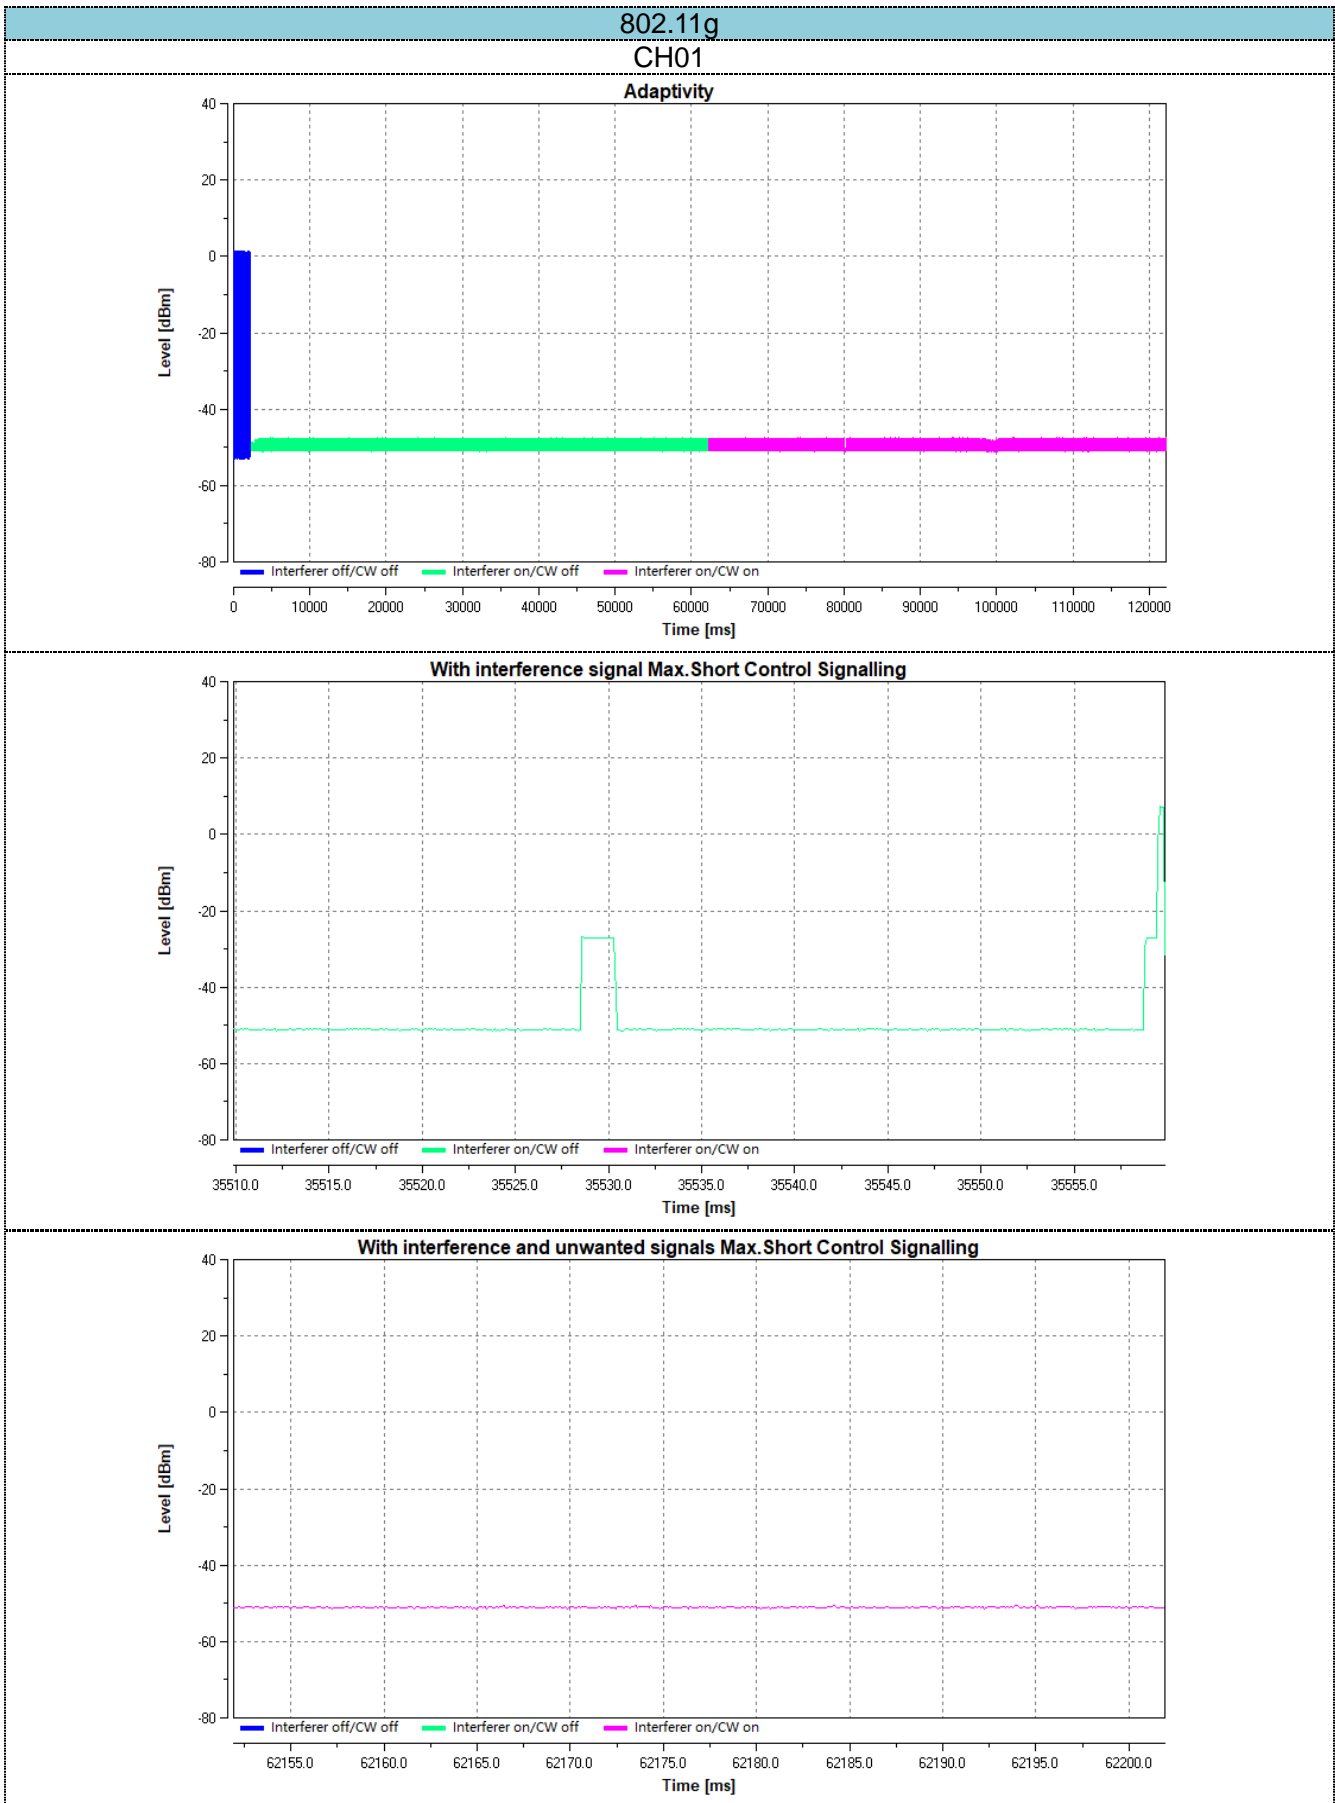 802.11g
CH01
Adaptivity
40
20
0
-20
-40
-60
-80
Level [dBm]
Interferer off/CW off Interferer on/CW off Interferer on/CW on
0 10000 20000 30000 40000 50000 60000 70000 80000 90000 100000 110000 120000
Time [ms]
With interference signal Max.Short Control Signalling
40
20
0
-20
-40
-60
-80
Level [dBm]
Interferer off/CW off Interferer on/CW off Interferer on/CW on
35510.0 35515.0 35520.0 35525.0 35530.0 35535.0 35540.0 35545.0 35550.0 35555.0
Time [ms]
With interference and unwanted signals Max.Short Control Signalling
40
20
0
-20
-40
-60
-80
Level [dBm]
Interferer off/CW off Interferer on/CW off Interferer on/CW on
62155.0 62160.0 62165.0 62170.0 62175.0 62180.0 62185.0 62190.0 62195.0 62200.0
Time [ms]